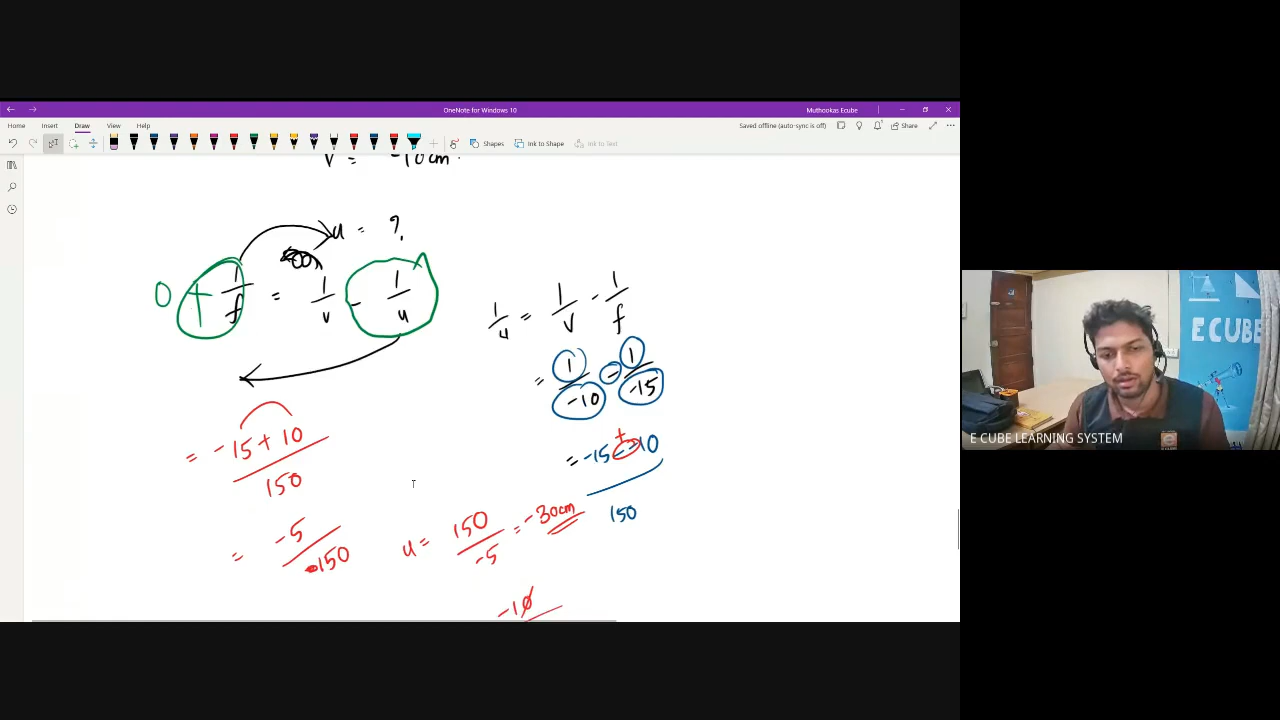 OneNote for Windows 10
Muthookas Ecube
Home Insert Draw View Help
Saved offline (auto-sync is off)
Share
Shapes
Ink to Shape
Ink to Text
v = -10cm
u = ?
0 + 1/f = 1/v - 1/u
1/u = 1/v - 1/f
= 1/-10 - 1/-15
= -15 - -10 / 150
+
= -15 + 10 / 150
= -5 / 150
u = 150 / -5 = -30cm
-10
E CUBE
E CUBE LEARNING SYSTEM